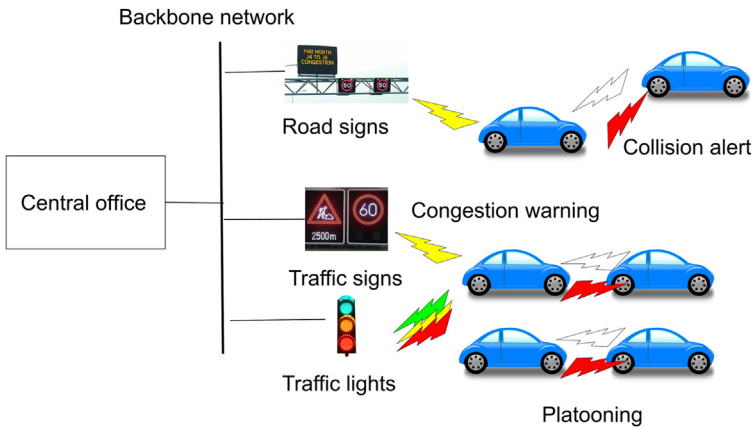 Backbone network
M42 NORTH
J4 TO J6
CONGESTION
50
50
Road signs
Collision alert
Central office
60
2500m
Congestion warning
Traffic signs
Traffic lights
Platooning